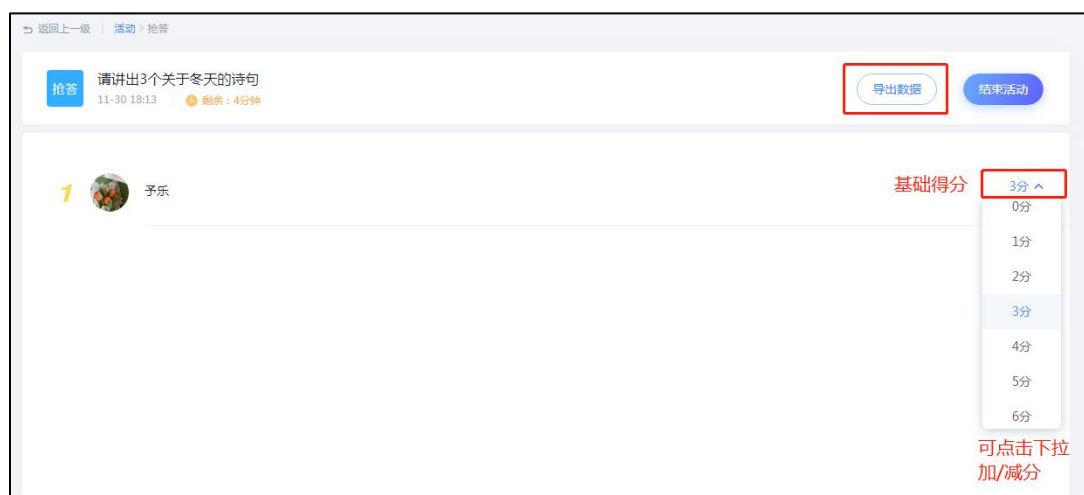 返回上一级 | 活动 > 抢答
抢答
请讲出3个关于冬天的诗句
11-30 18:13 剩余：4分钟
导出数据
结束活动
1 予乐
基础得分
3分
0分
1分
2分
3分
4分
5分
6分
可点击下拉
加/减分